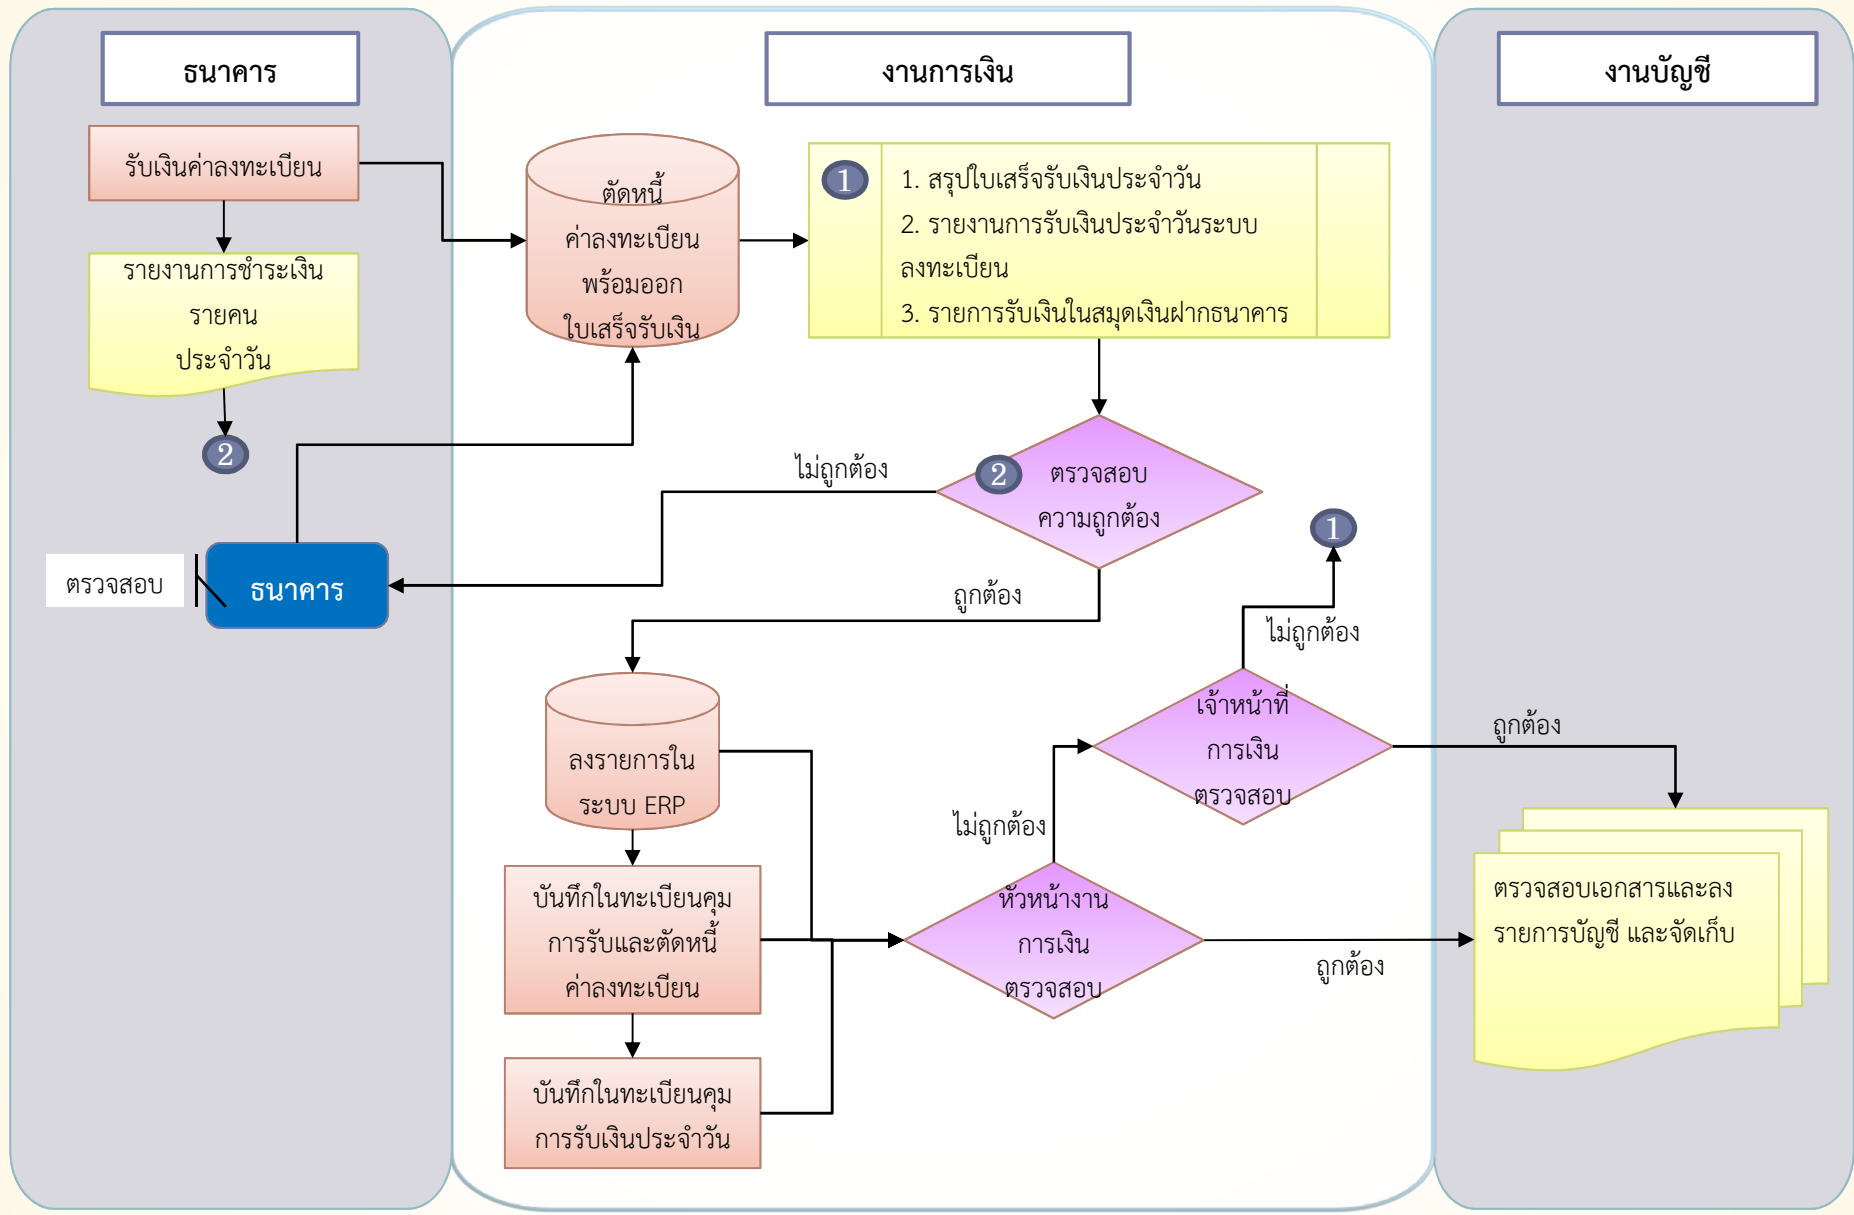 ธนาคาร
งานการเงิน
งานบัญชี
รับเงินค่าลงทะเบียน
รายงานการชำระเงิน
รายคน
ประจำวัน
2
ตรวจสอบ
ธนาคาร
ตัดหนี้
ค่าลงทะเบียน
พร้อมออก
ใบเสร็จรับเงิน
1
1. สรุปใบเสร็จรับเงินประจำวัน
2. รายงานการรับเงินประจำวันระบบ
ลงทะเบียน
3. รายการรับเงินในสมุดเงินฝากธนาคาร
2
ตรวจสอบ
ความถูกต้อง
ไม่ถูกต้อง
ถูกต้อง
1
ไม่ถูกต้อง
เจ้าหน้าที่
การเงิน
ตรวจสอบ
ถูกต้อง
ลงรายการใน
ระบบ ERP
ไม่ถูกต้อง
บันทึกในทะเบียนคุม
การรับและตัดหนี้
ค่าลงทะเบียน
หัวหน้างาน
การเงิน
ตรวจสอบ
ถูกต้อง
ตรวจสอบเอกสารและลง
รายการบัญชี และจัดเก็บ
บันทึกในทะเบียนคุม
การรับเงินประจำวัน